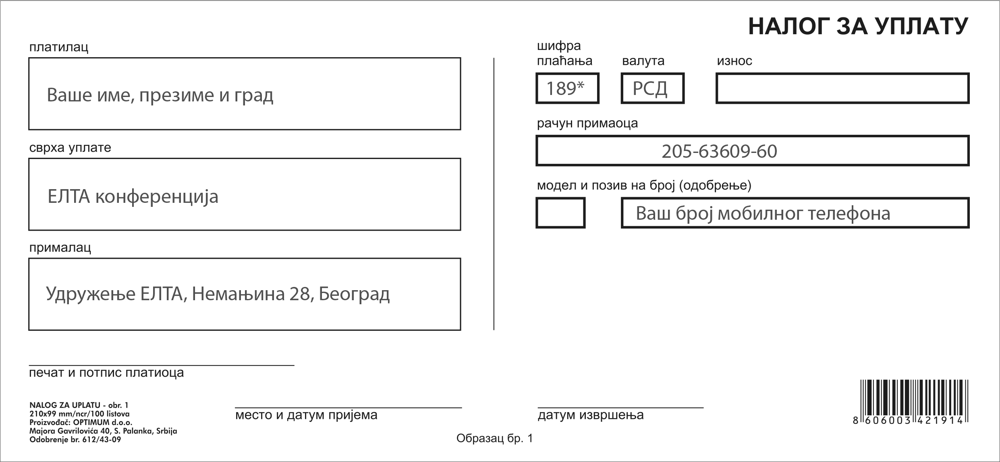 НАЛОГ ЗА УПЛАТУ
платилац
Ваше име, презиме и град
сврха уплате
ЕЛТА конференција
прималац
Удружење ЕЛТА, Немањина 28, Београд
печат и потпис платиоца
шифра
плаћања
валута
износ
189*
РСД
рачун примаоца
205-63609-60
модел и позив на број (одобрење)
Ваш број мобилног телефона
NALOG ZA UPLATU - obr. 1
210x99 mm/ncr/100 listova
Proizvođač: OPTIMUM d.o.o.
Majora Gavrilovića 40, S. Palanka, Srbija
Odobrenje br. 612/43-09
место и датум пријема
датум извршења
8 606003 421914
Образац бр. 1